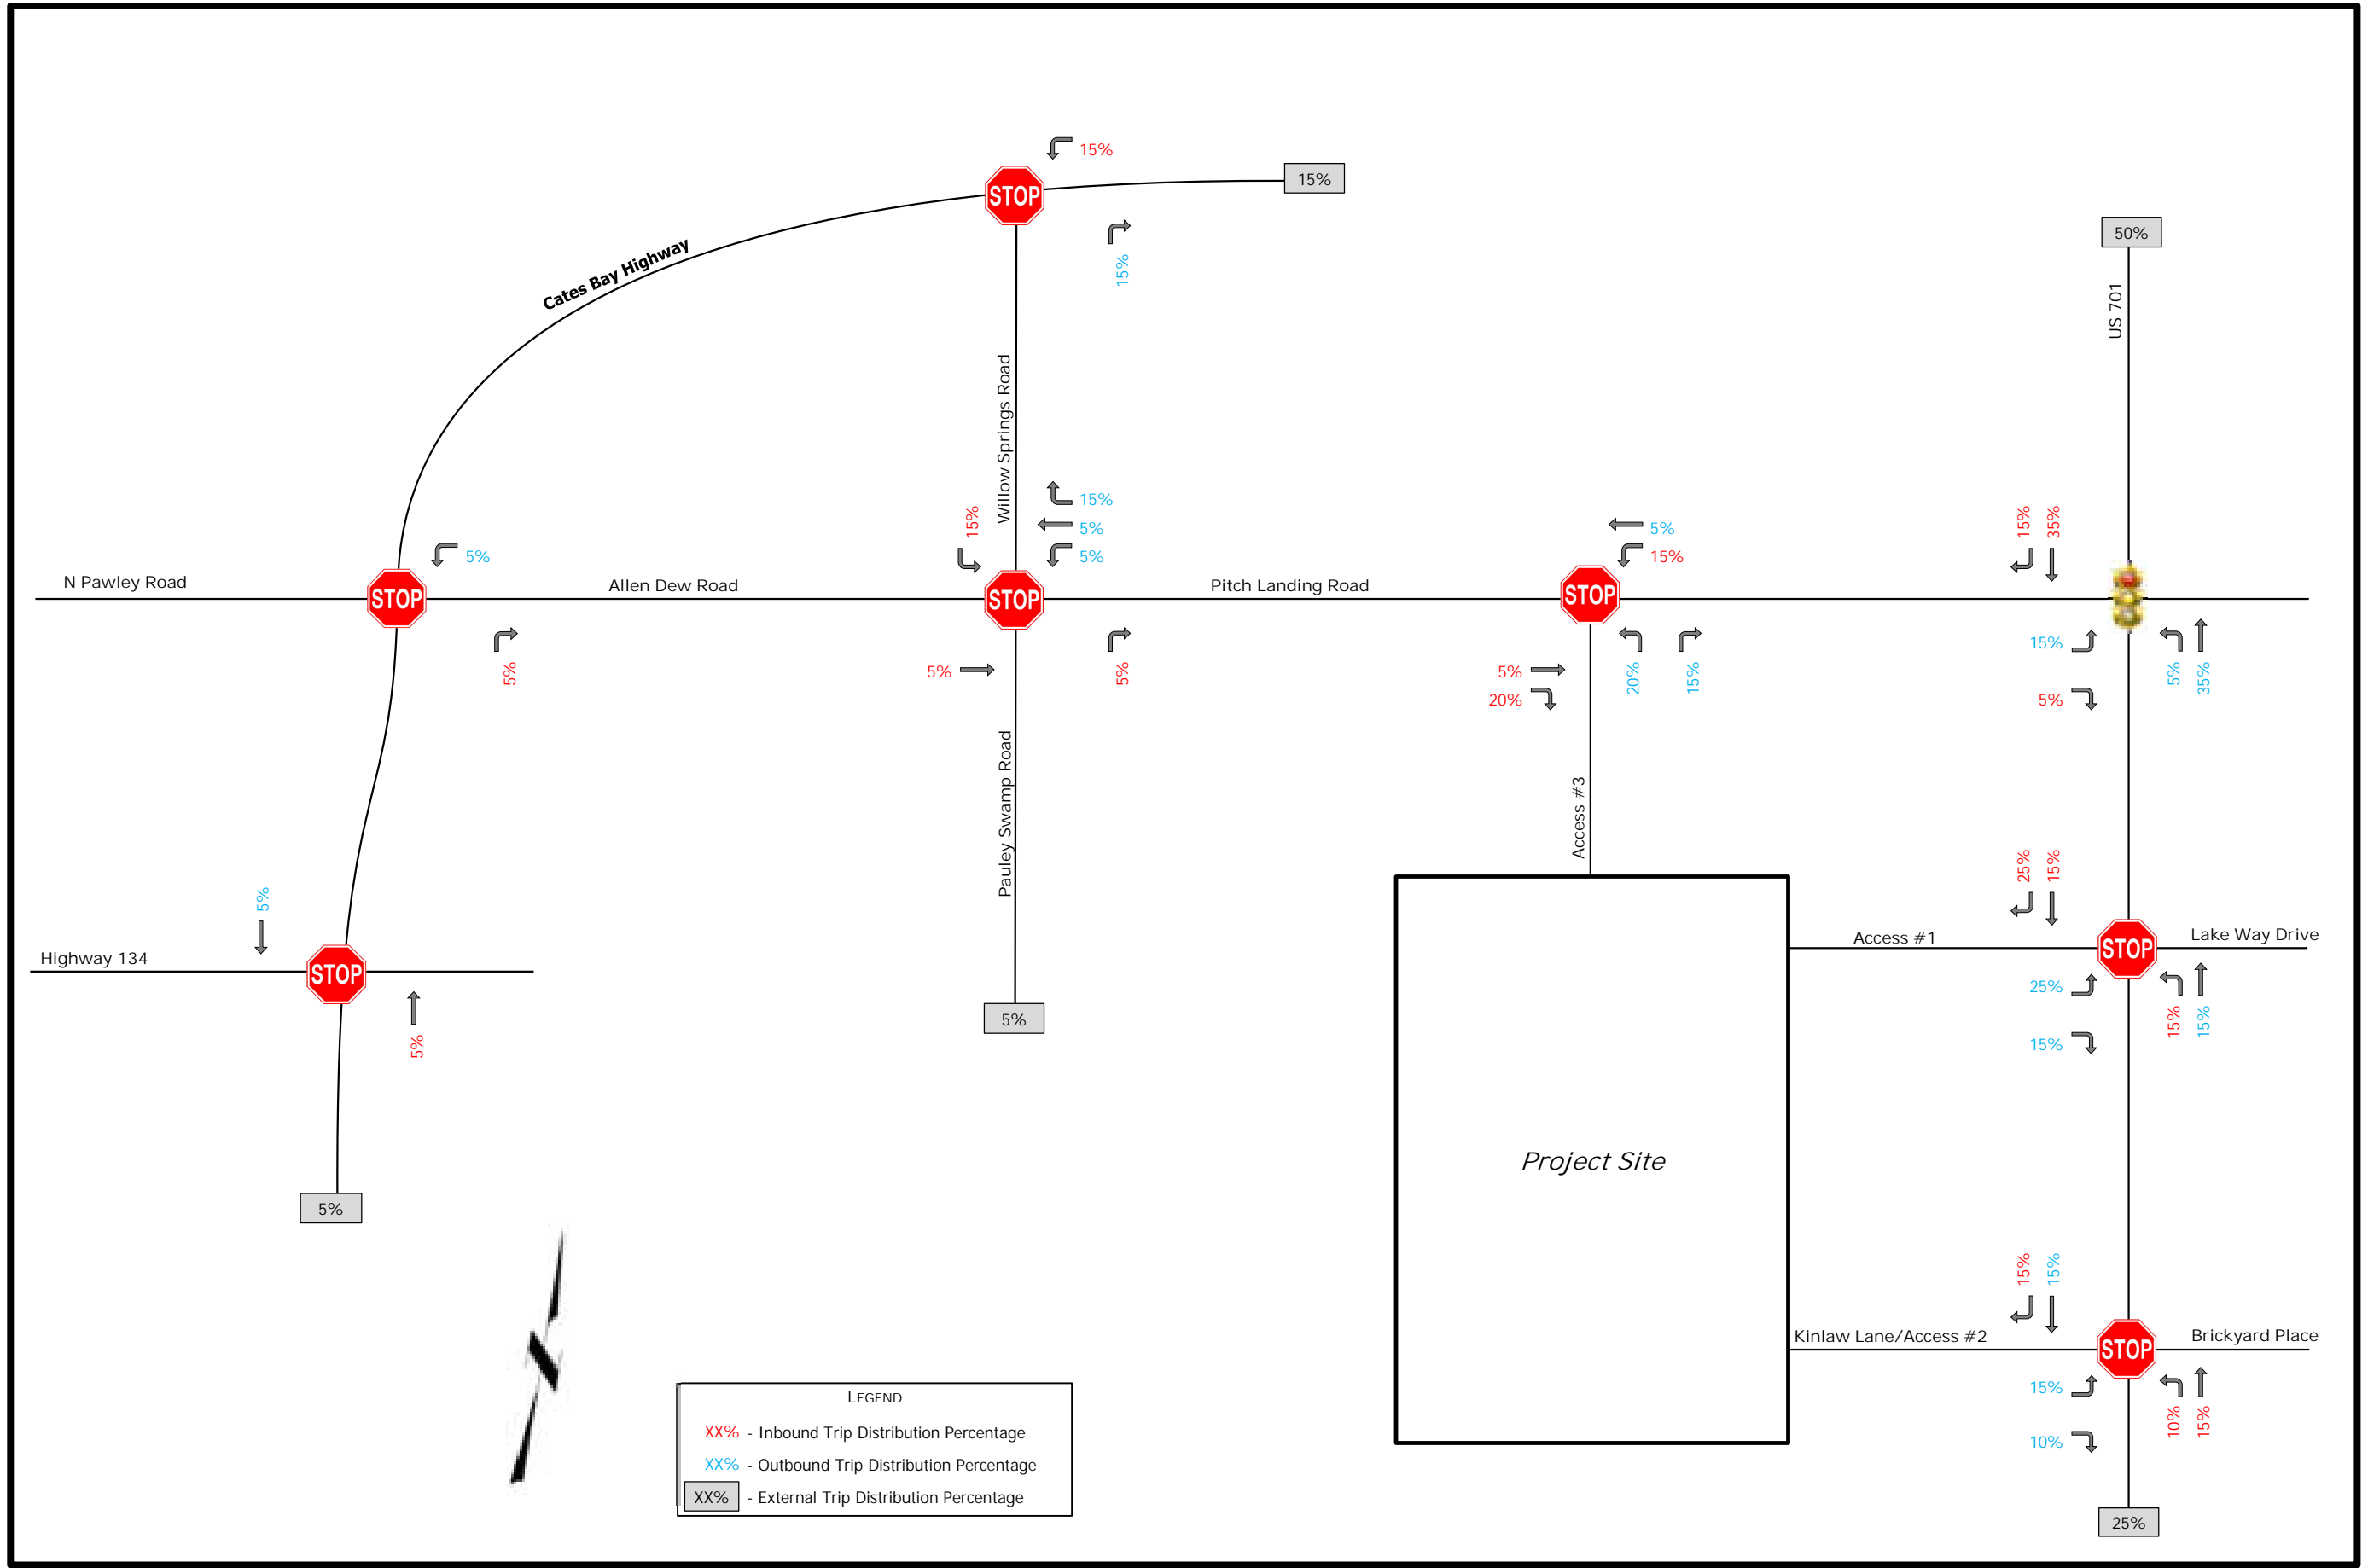 15%
STOP
15%
15%
Cates Bay Highway
50%
US 701
Willow Springs Road
15%
15%
5%
5%
5%
5%
15%
15%
35%
N Pawley Road
STOP
Allen Dew Road
STOP
Pitch Landing Road
STOP
5%
5%
5%
5%
20%
20%
15%
15%
5%
5%
35%
Pauley Swamp Road
Access #3
25%
15%
5%
Highway 134
STOP
5%
5%
Access #1
STOP
Lake Way Drive
25%
15%
15%
15%
5%
Project Site
15%
15%
Kinlaw Lane/Access #2
STOP
Brickyard Place
15%
10%
10%
15%
25%
N
LEGEND
XX% - Inbound Trip Distribution Percentage
XX% - Outbound Trip Distribution Percentage
XX% - External Trip Distribution Percentage